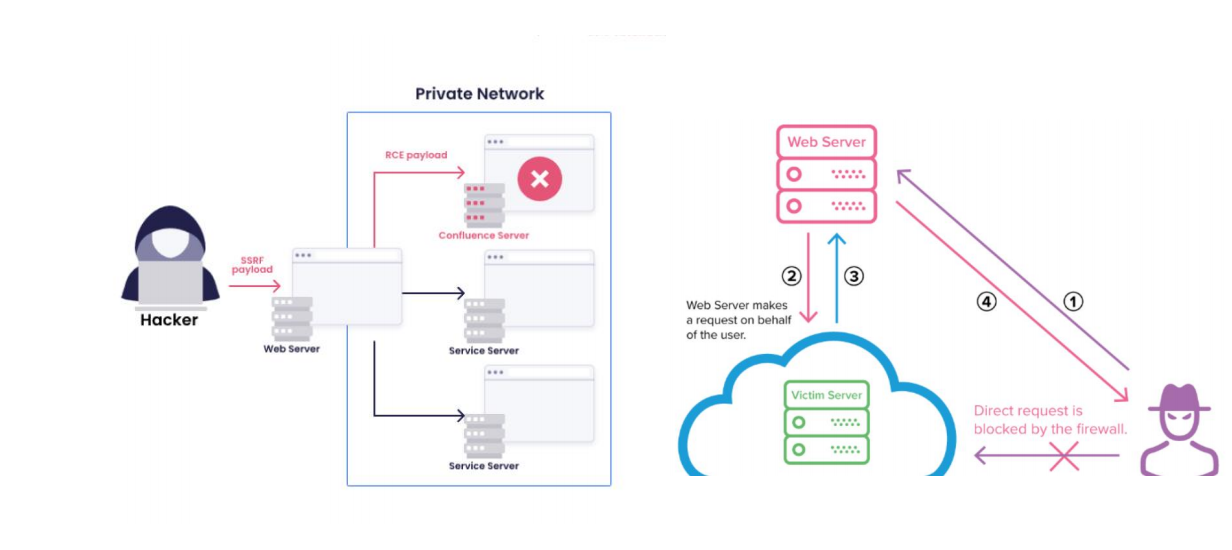 Private Network
RCE payload
Confluence Server
SSRF
payload
Hacker
Web Server
Service Server
Service Server
Web Server
②
③
④
①
Web Server makes
a request on behalf
of the user.
Victim Server
Direct request is
blocked by the firewall.